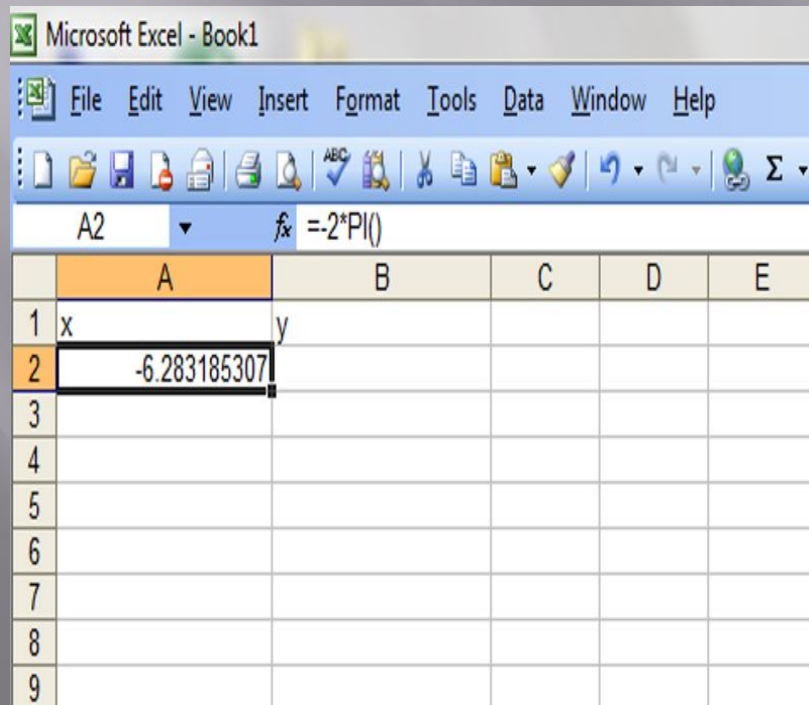 Microsoft Excel - Book1
File Edit View Insert Format Tools Data Window Help
ABC Σ
A2 fx =-2*PI()
A B C D E
1 x y
2 -6.283185307
3
4
5
6
7
8
9